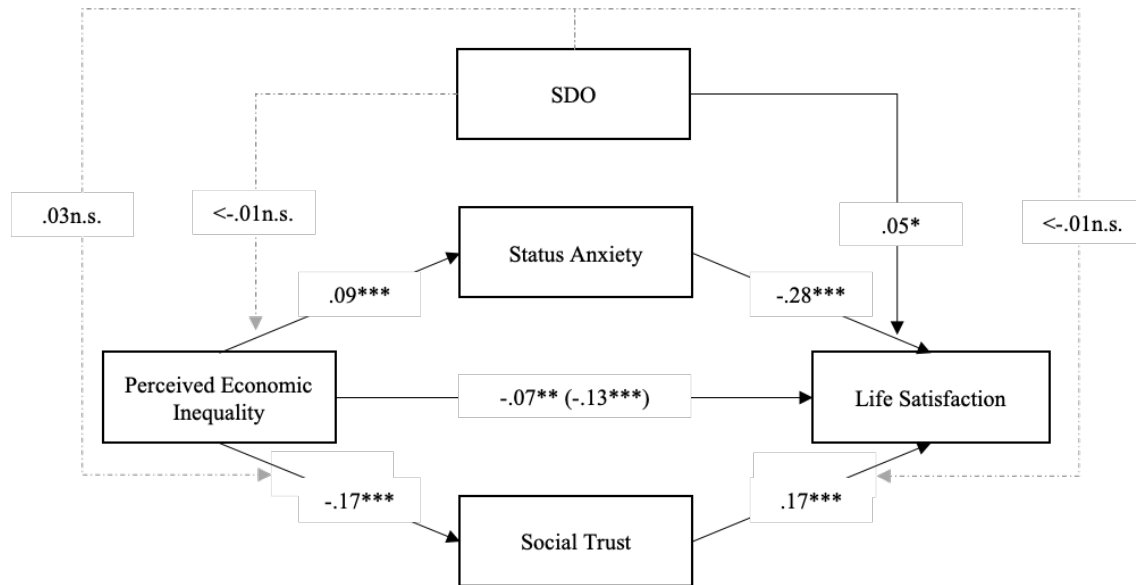 SDO
.03n.s.
<-.01n.s.
.05*
<-.01n.s.
Status Anxiety
.09***
-.28***
Perceived Economic
Inequality
-.07** (-.13***)
Life Satisfaction
-.17***
.17***
Social Trust